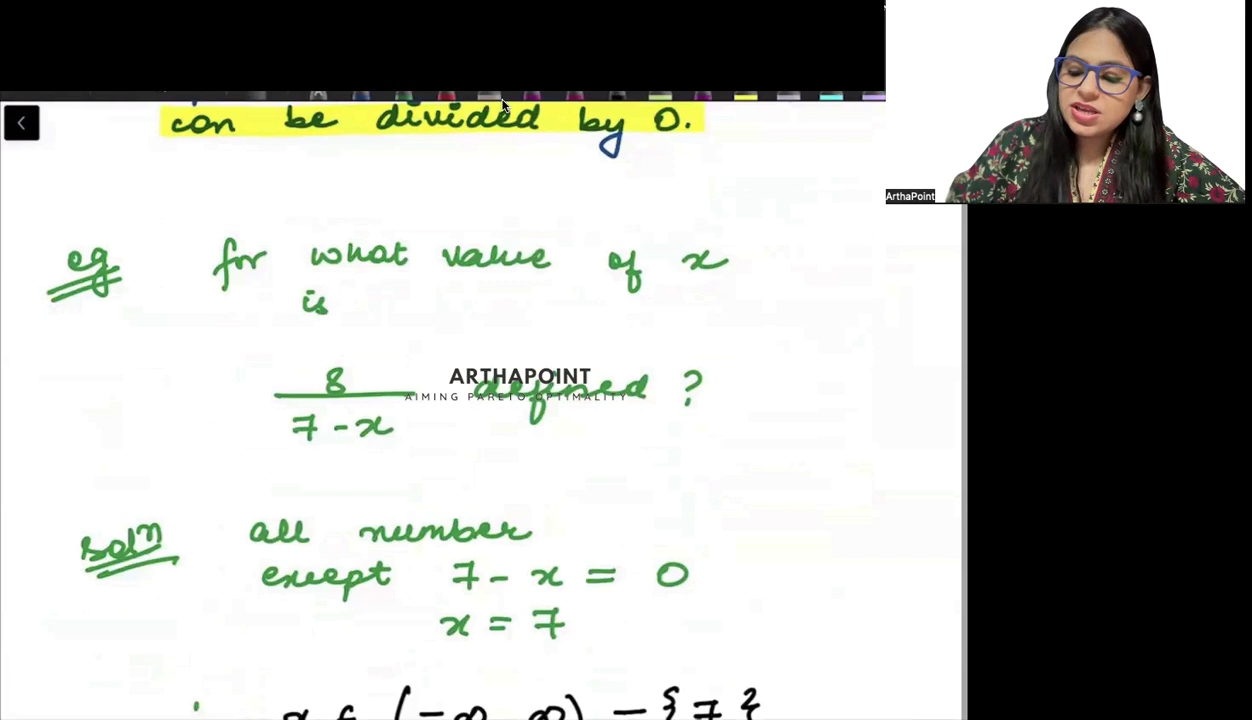 can be divided by 0.
ArthaPoint
eg for what value of x
is
8
ARTHAPOINT
defined ?
AIMING PARETO OPTIMALITY
7 - x
Solⁿ all number
except 7 - x = 0
x = 7
x ∈ (-∞, ∞) - {7}